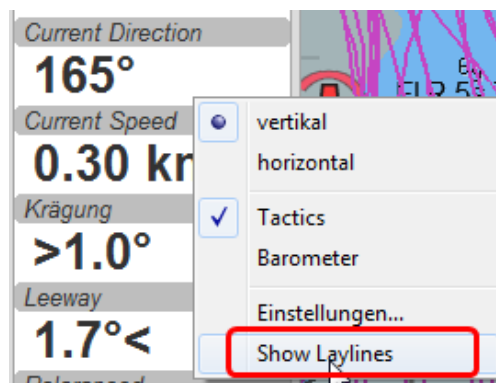 Current Direction
165°
Current Speed
0.30 kn
Krägung
>1.0°
Leeway
1.7°<
vertikal
horizontal
Tactics
Barometer
Einstellungen...
Show Laylines